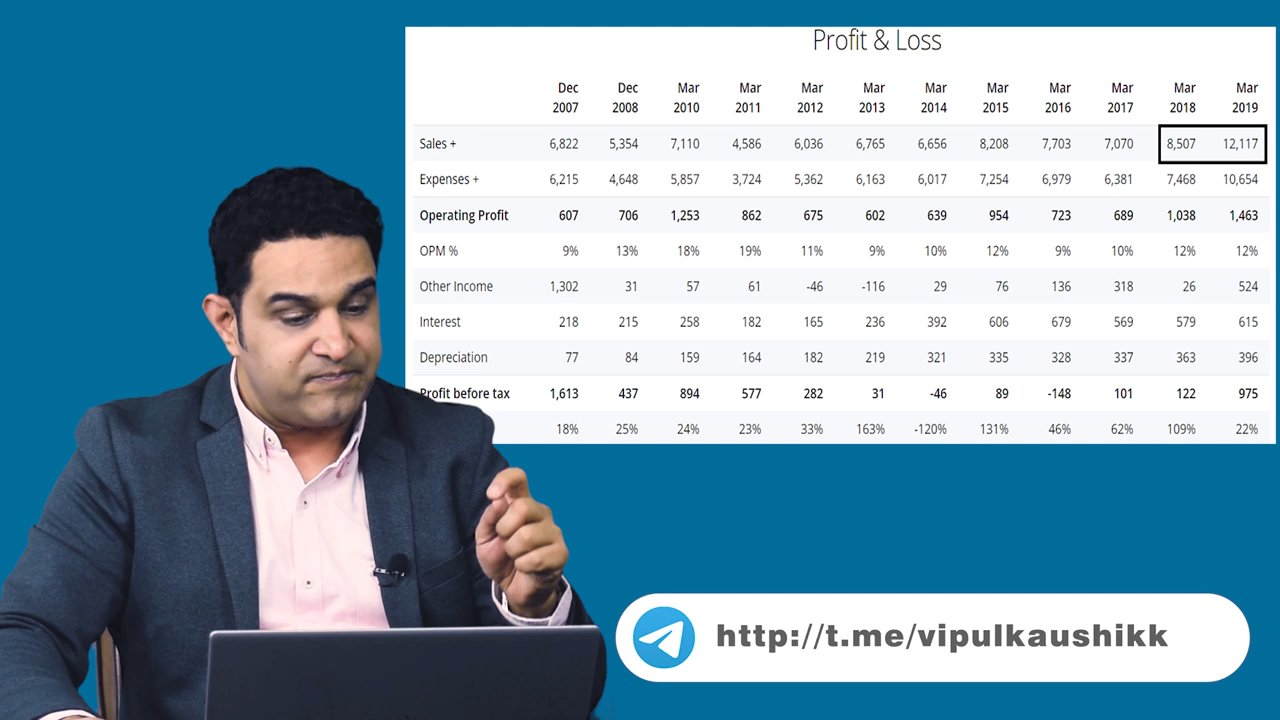 Profit & Loss
Dec Dec Mar Mar Mar Mar Mar Mar Mar Mar Mar Mar
2007 2008 2010 2011 2012 2013 2014 2015 2016 2017 2018 2019
Sales + 6,822 5,354 7,110 4,586 6,036 6,765 6,656 8,208 7,703 7,070 8,507 12,117
Expenses + 6,215 4,648 5,857 3,724 5,362 6,163 6,017 7,254 6,979 6,381 7,468 10,654
Operating Profit 607 706 1,253 862 675 602 639 954 723 689 1,038 1,463
OPM % 9% 13% 18% 19% 11% 9% 10% 12% 9% 10% 12% 12%
Other Income 1,302 31 57 61 -46 -116 29 76 136 318 26 524
Interest 218 215 258 182 165 236 392 606 679 569 579 615
Depreciation 77 84 159 164 182 219 321 335 328 337 363 396
Profit before tax 1,613 437 894 577 282 31 -46 89 -148 101 122 975
18% 25% 24% 23% 33% 163% -120% 131% 46% 62% 109% 22%
http://t.me/vipulkaushikk